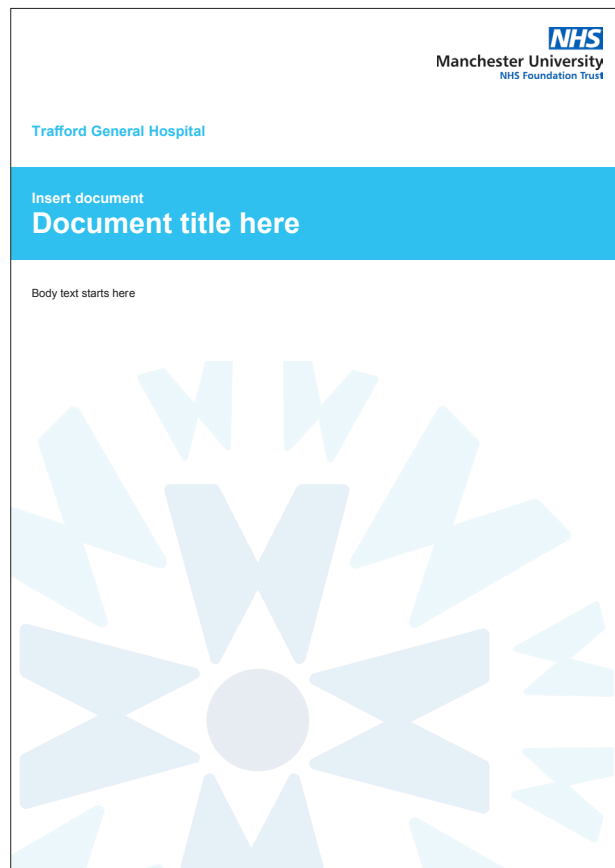 NHS
Manchester University
NHS Foundation Trust
Trafford General Hospital
Insert document
Document title here
Body text starts here